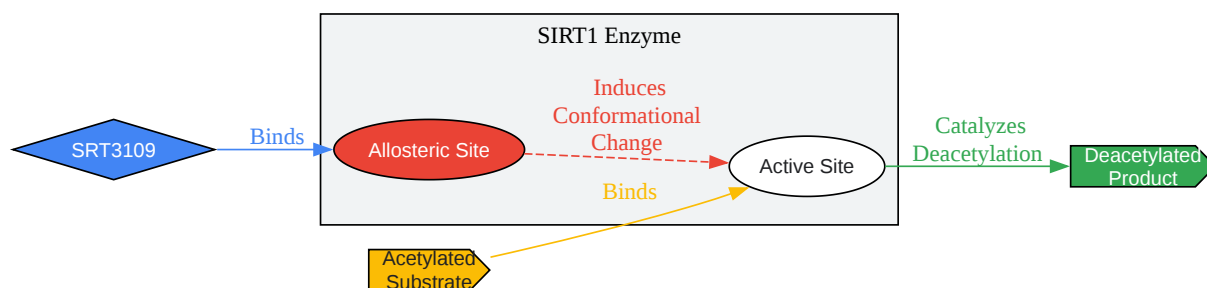 SIRT1 Enzyme
SRT3109
Binds
Allosteric Site
Induces
Conformational
Change
Binds
Active Site
Catalyzes
Deacetylation
Deacetylated
Product
Acetylated
Substrate